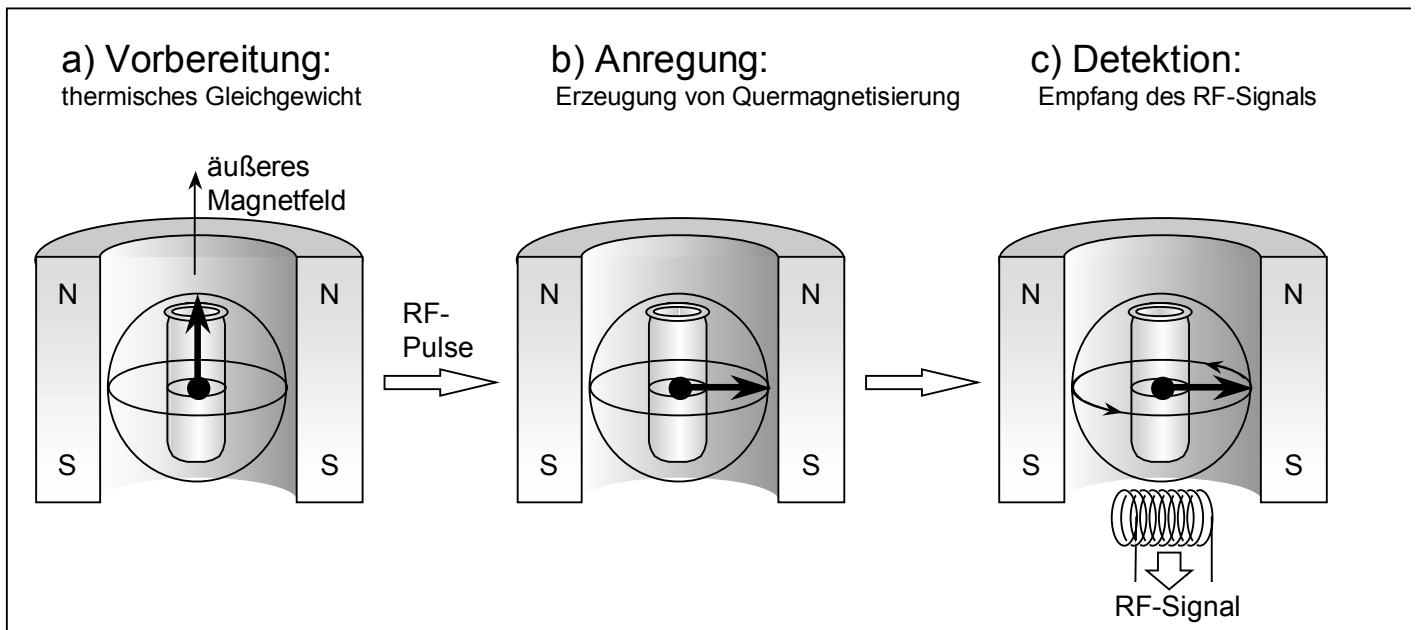 a) Vorbereitung:
thermisches Gleichgewicht
äußeres
Magnetfeld
N
N
S
S
RF-
Pulse
b) Anregung:
Erzeugung von Quermagnetisierung
N
N
S
S
c) Detektion:
Empfang des RF-Signals
N
N
S
S
RF-Signal